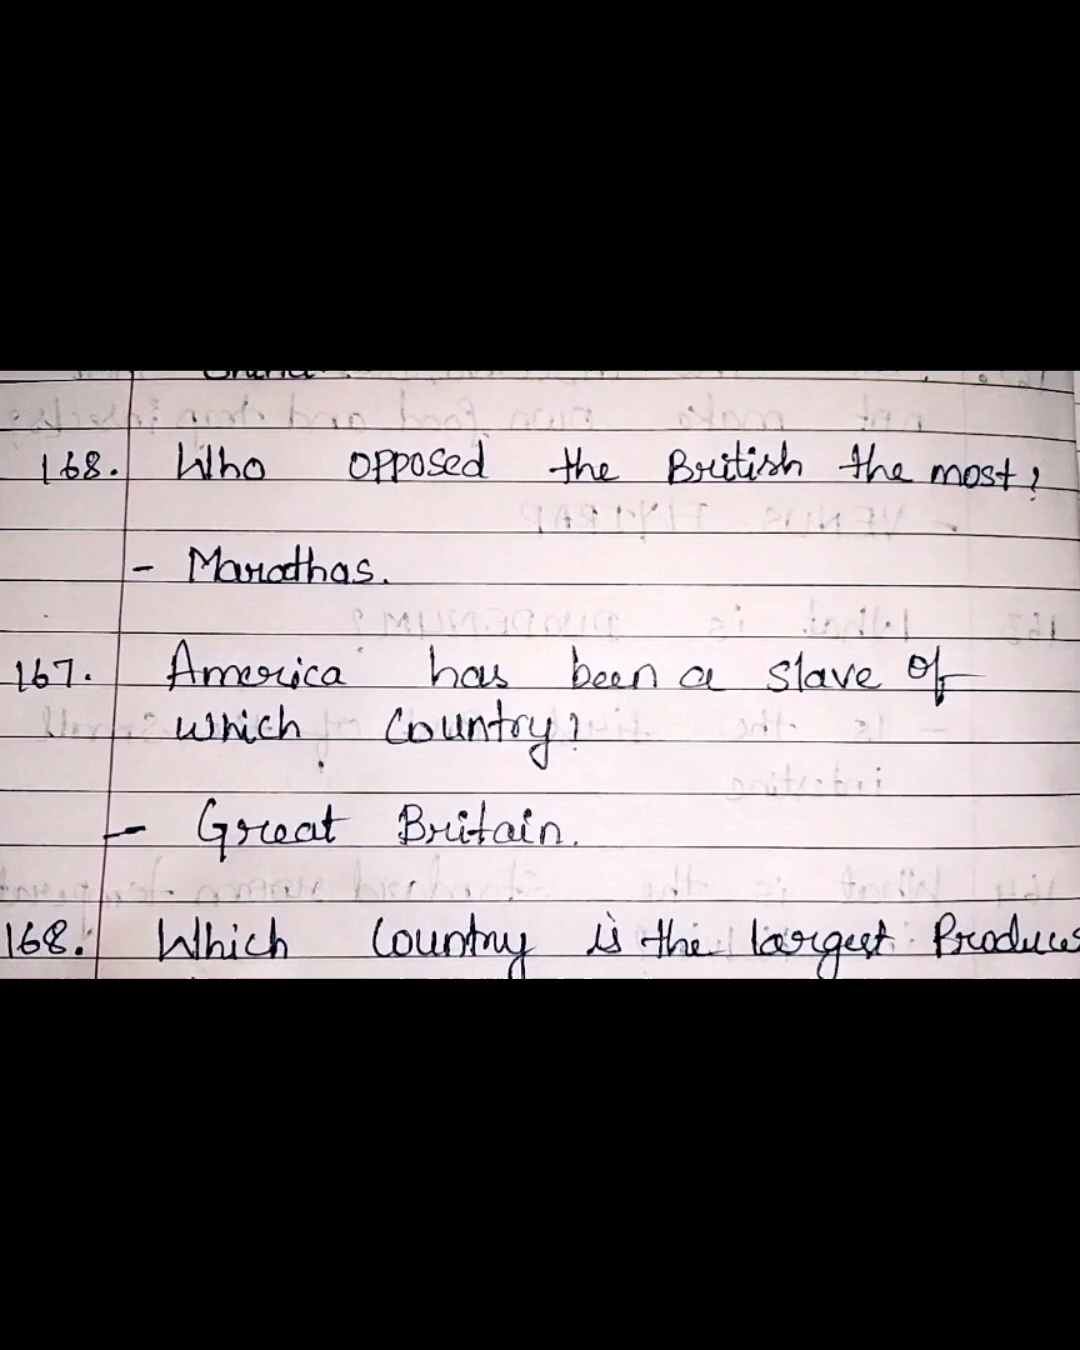 168. Who opposed the British the most?
- Marathas.
167. America has been a slave of
which Country?
- Great Britain.
168. Which Country is the largest Produces